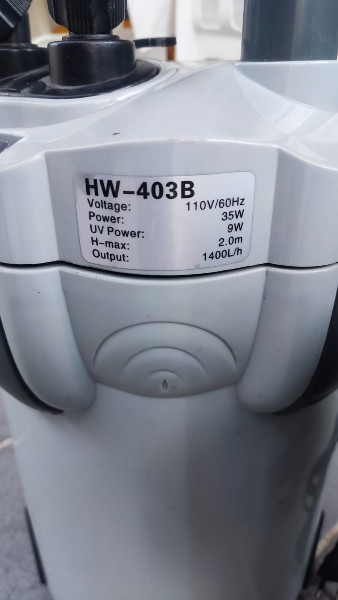 HW-403B
Voltage: 110V/60Hz
Power: 35W
UV Power: 9W
H-max: 2.0m
Output: 1400L/h